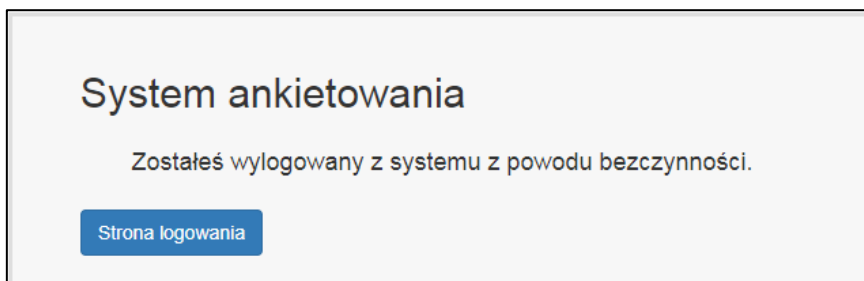 System ankietowania
Zostałeś wylogowany z systemu z powodu bezczynności.
Strona logowania